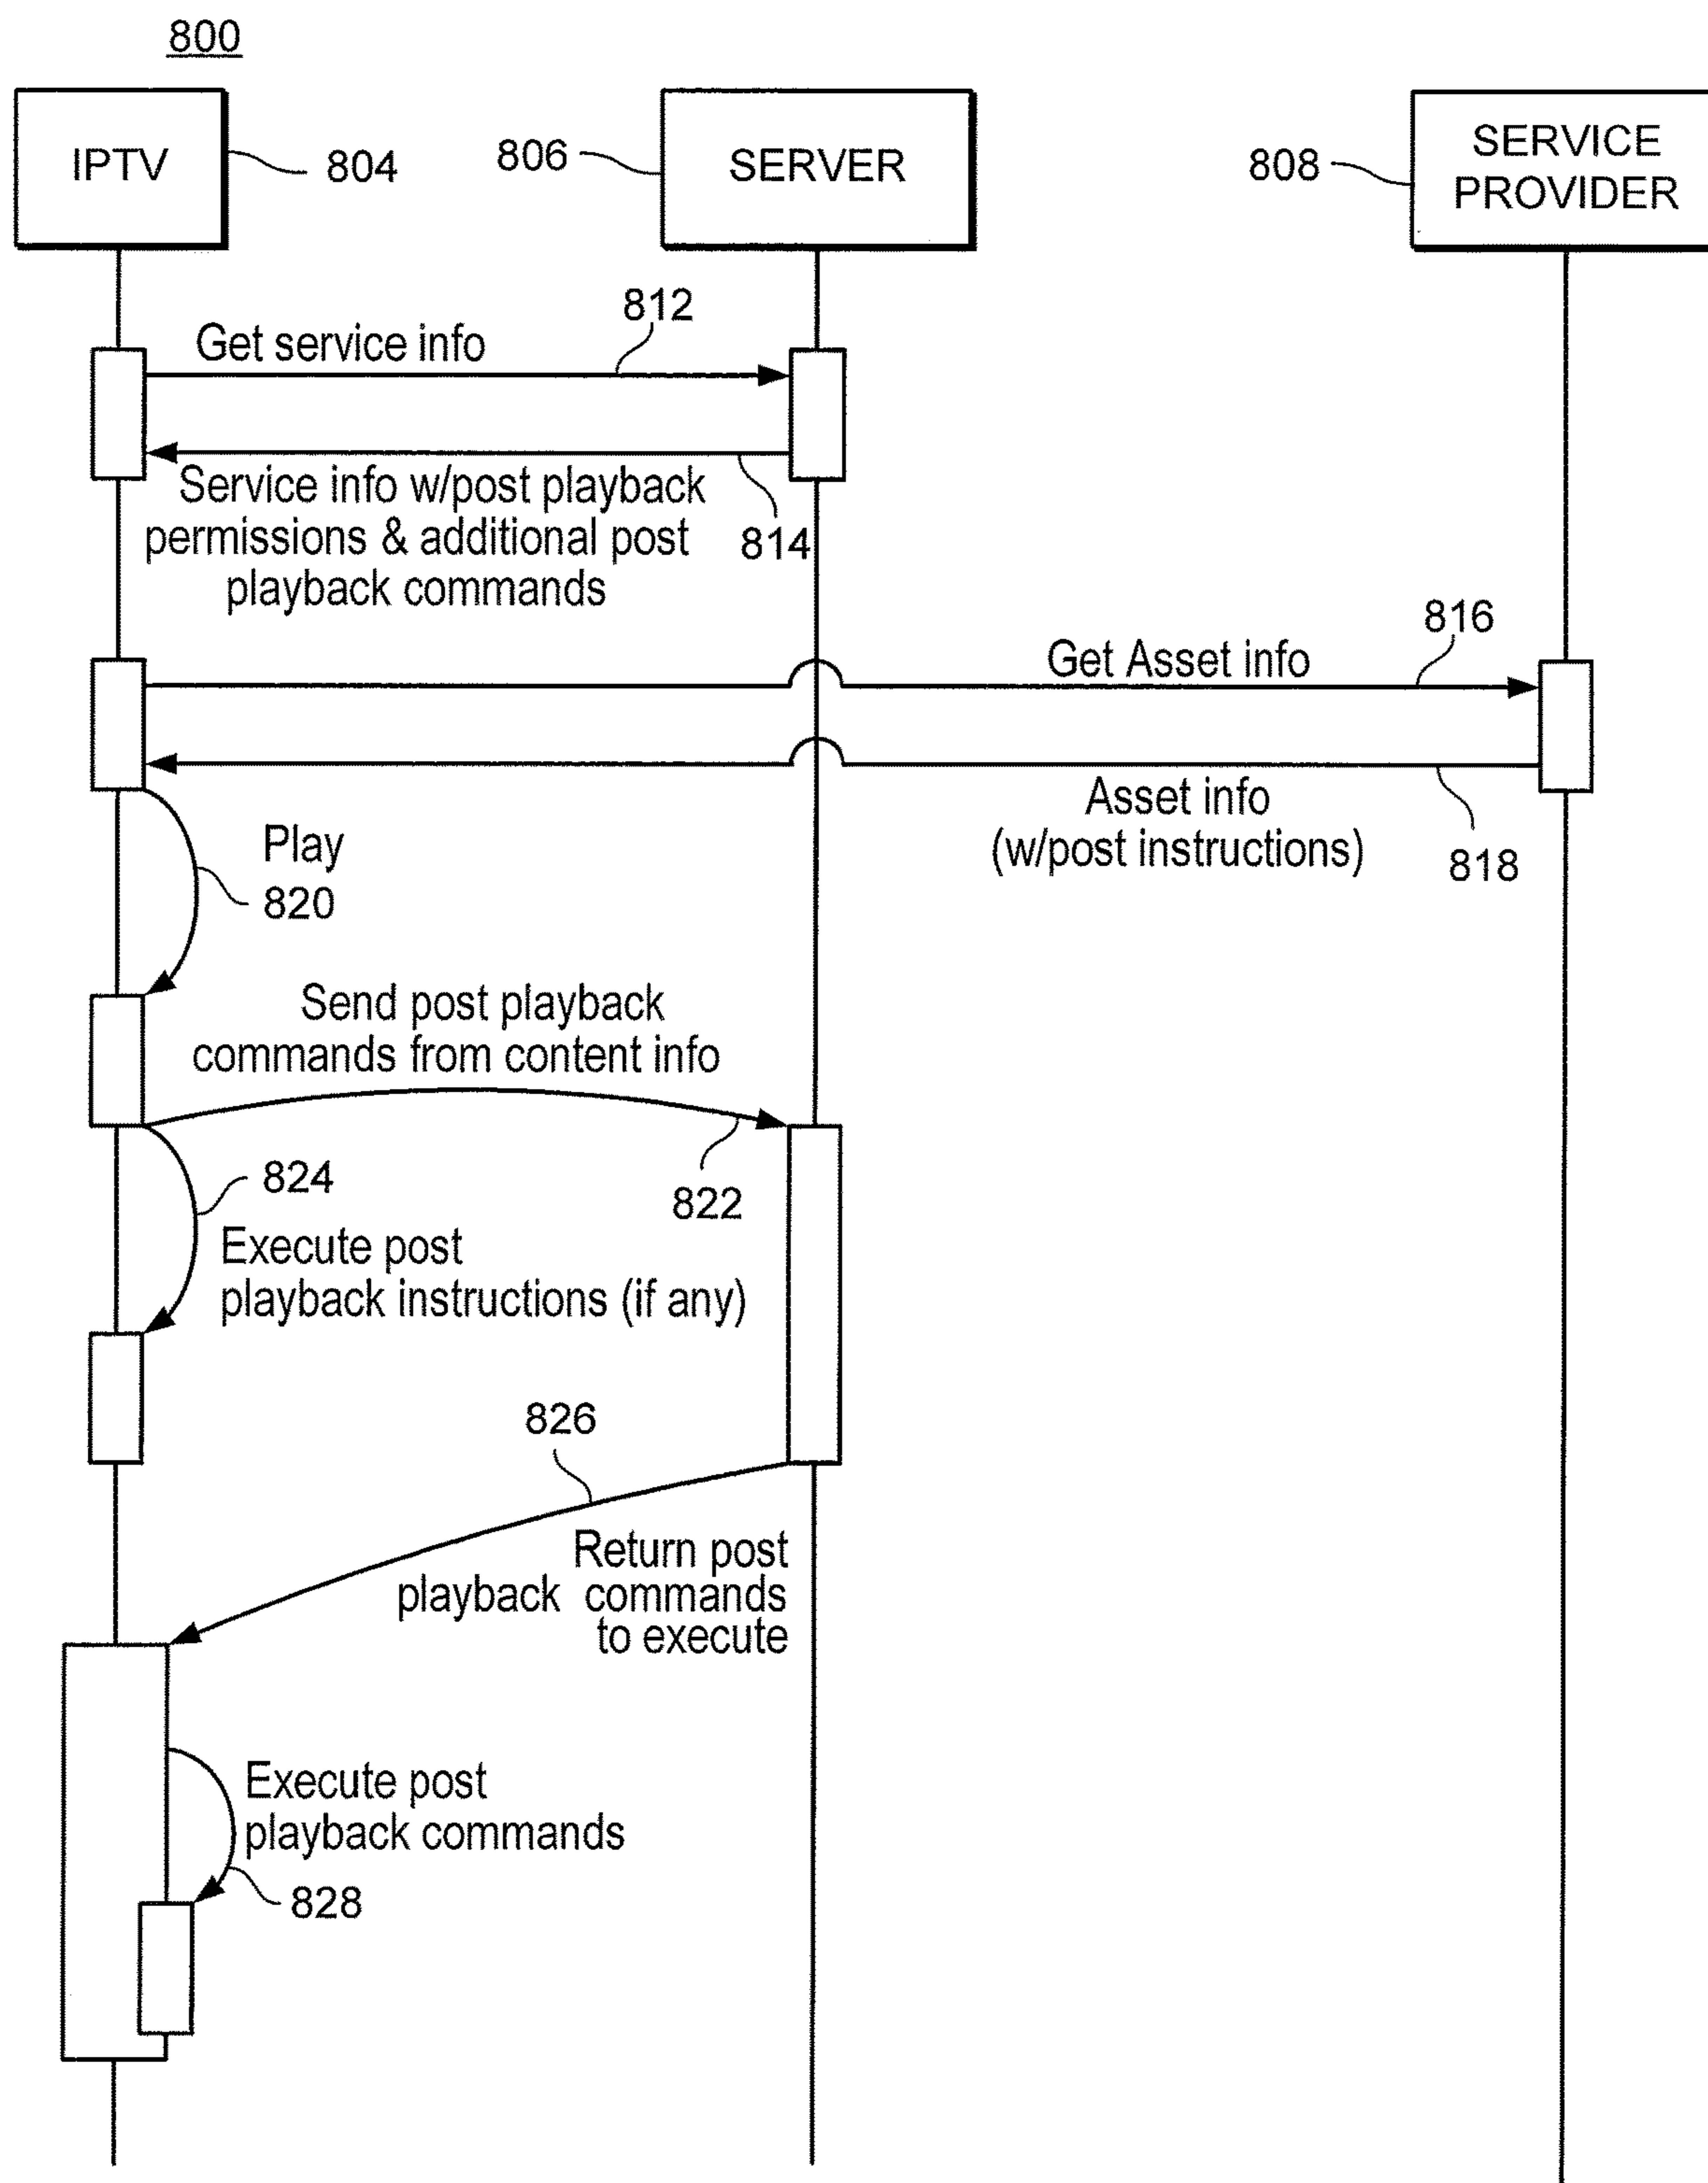 800
IPTV
804
806
SERVER
808
SERVICE
PROVIDER
812
Get service info
Service info w/post playback
permissions & additional post
playback commands
814
816
Get Asset info
Asset info
(w/post instructions)
818
Play
820
Send post playback
commands from content info
822
824
Execute post
playback instructions (if any)
826
Return post
playback commands
to execute
Execute post
playback commands
828